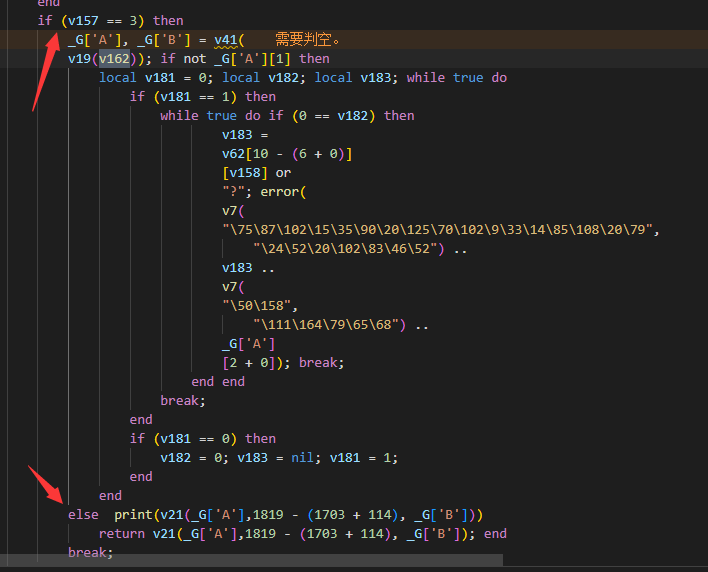 end
if (v157 == 3) then
_G['A'], _G['B'] = v41( 需要判空。
v19(v162)); if not _G['A'][1] then
local v181 = 0; local v182; local v183; while true do
if (v181 == 1) then
while true do if (0 == v182) then
v183 =
v62[10 - (6 + 0)]
[v158] or
"?"; error(
v7(
"\75\87\102\15\35\90\20\125\70\102\9\33\14\85\108\20\79",
"\24\52\20\102\83\46\52") ..
v183 ..
v7(
"\50\158",
"\111\164\79\65\68") ..
_G['A']
[2 + 0]); break;
end end
break;
end
if (v181 == 0) then
v182 = 0; v183 = nil; v181 = 1;
end
end
else print(v21(_G['A'],1819 - (1703 + 114), _G['B']))
return v21(_G['A'],1819 - (1703 + 114), _G['B']); end
break;